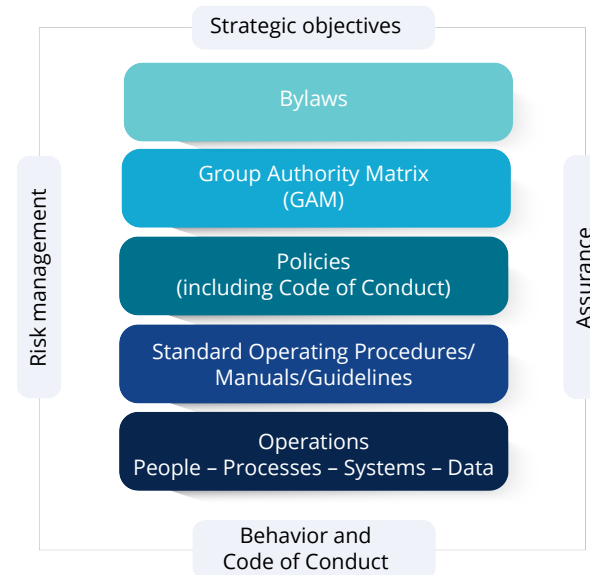 Strategic objectives
Bylaws
Group Authority Matrix
(GAM)
Policies
(including Code of Conduct)
Standard Operating Procedures/
Manuals/Guidelines
Operations
People – Processes – Systems – Data
Risk management
Assurance
Behavior and
Code of Conduct